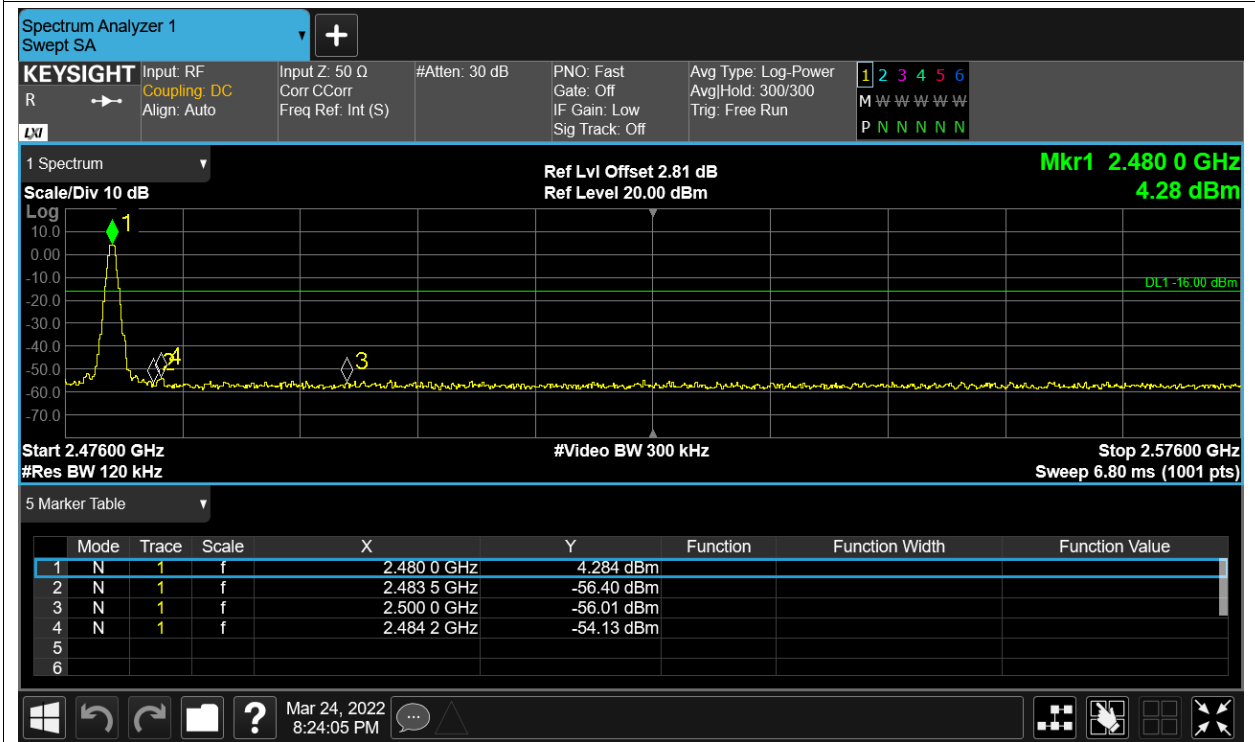 Spectrum Analyzer 1
Swept SA
KEYSIGHT Input: RF Input Z: 50 Ω #Atten: 30 dB PNO: Fast Avg Type: Log-Power 1 2 3 4 5 6
R Coupling: DC Corr CCorr Gate: Off Avg|Hold: 300/300 M W W W W W
Align: Auto Freq Ref: Int (S) IF Gain: Low Trig: Free Run
LXI Sig Track: Off P N N N N N
1 Spectrum Ref Lvl Offset 2.81 dB Mkr1 2.480 0 GHz
Scale/Div 10 dB Ref Level 20.00 dBm 4.28 dBm
Log
1
10.0
0.00
-10.0
DL1 -16.00 dBm
-20.0
-30.0
-40.0
2 4 3
-50.0
-60.0
-70.0
Start 2.47600 GHz #Video BW 300 kHz Stop 2.57600 GHz
#Res BW 120 kHz Sweep 6.80 ms (1001 pts)
5 Marker Table
Mode Trace Scale X Y Function Function Width Function Value
1 N 1 f 2.480 0 GHz 4.284 dBm
2 N 1 f 2.483 5 GHz -56.40 dBm
3 N 1 f 2.500 0 GHz -56.01 dBm
4 N 1 f 2.484 2 GHz -54.13 dBm
5
6
? Mar 24, 2022
8:24:05 PM